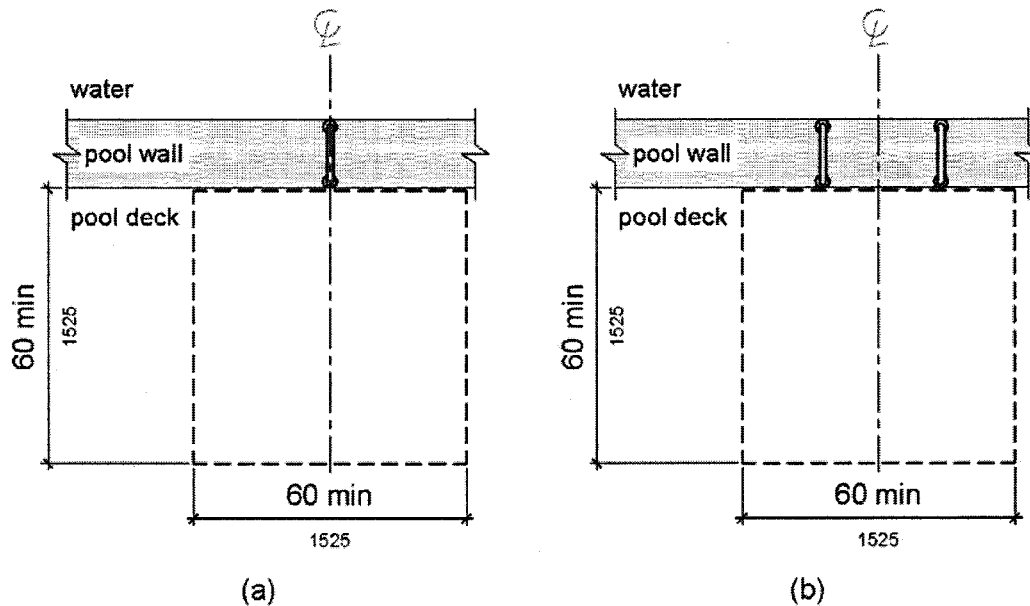 ℄
water
pool wall
pool deck
60 min
1525
60 min
1525
(a)
℄
water
pool wall
pool deck
60 min
1525
60 min
1525
(b)